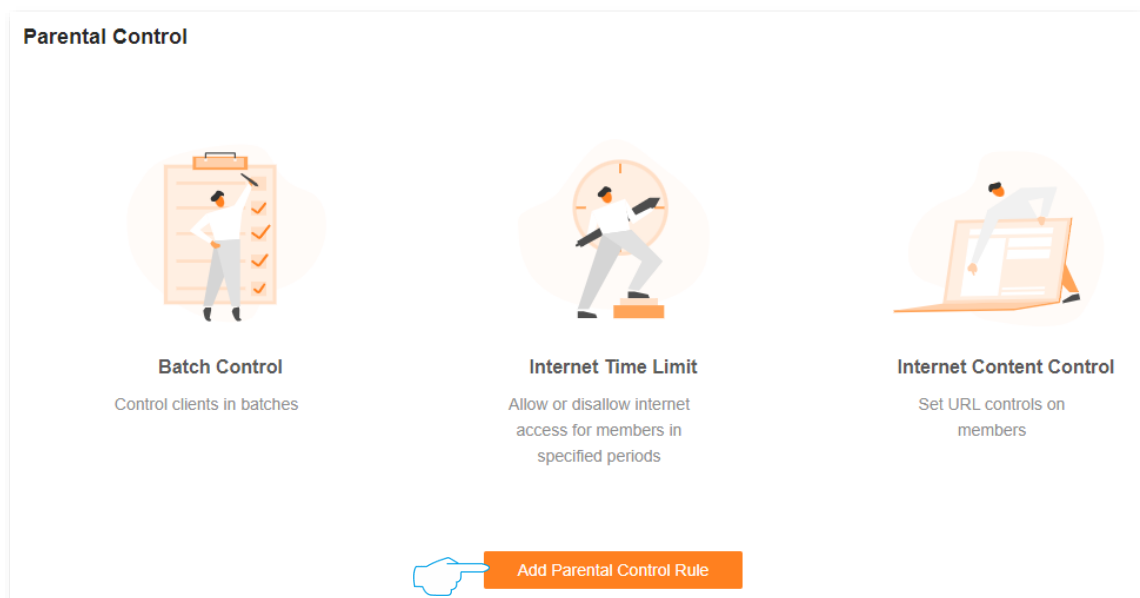 Parental Control
Batch Control
Control clients in batches
Internet Time Limit
Allow or disallow internet
access for members in
specified periods
Internet Content Control
Set URL controls on
members
Add Parental Control Rule